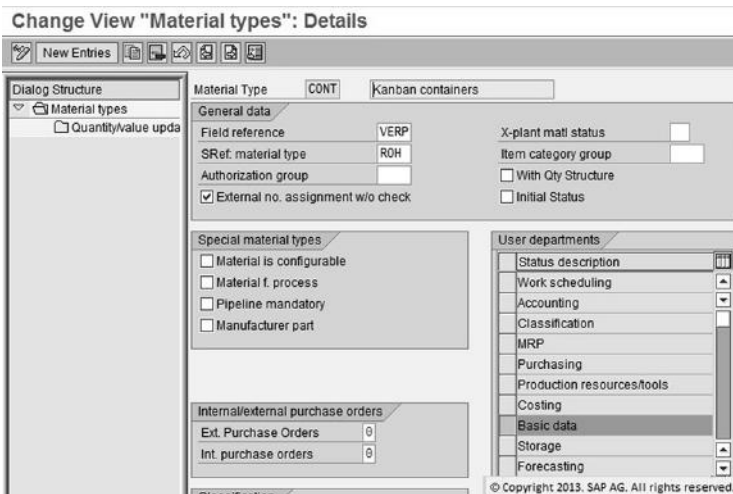 Change View "Material types": Details
New Entries
Dialog Structure
Material types
Quantity/value upda
Material Type CONT Kanban containers
General data
Field reference VERP X-plant matl status
SRef: material type ROH Item category group
Authorization group With Qty Structure
External no. assignment w/o check Initial Status
Special material types
Material is configurable
Material f. process
Pipeline mandatory
Manufacturer part
User departments
Status description
Work scheduling
Accounting
Classification
MRP
Purchasing
Production resources/tools
Costing
Basic data
Storage
Forecasting
Internal/external purchase orders
Ext. Purchase Orders 0
Int. purchase orders 0
© Copyright 2013. SAP AG. All rights reserved